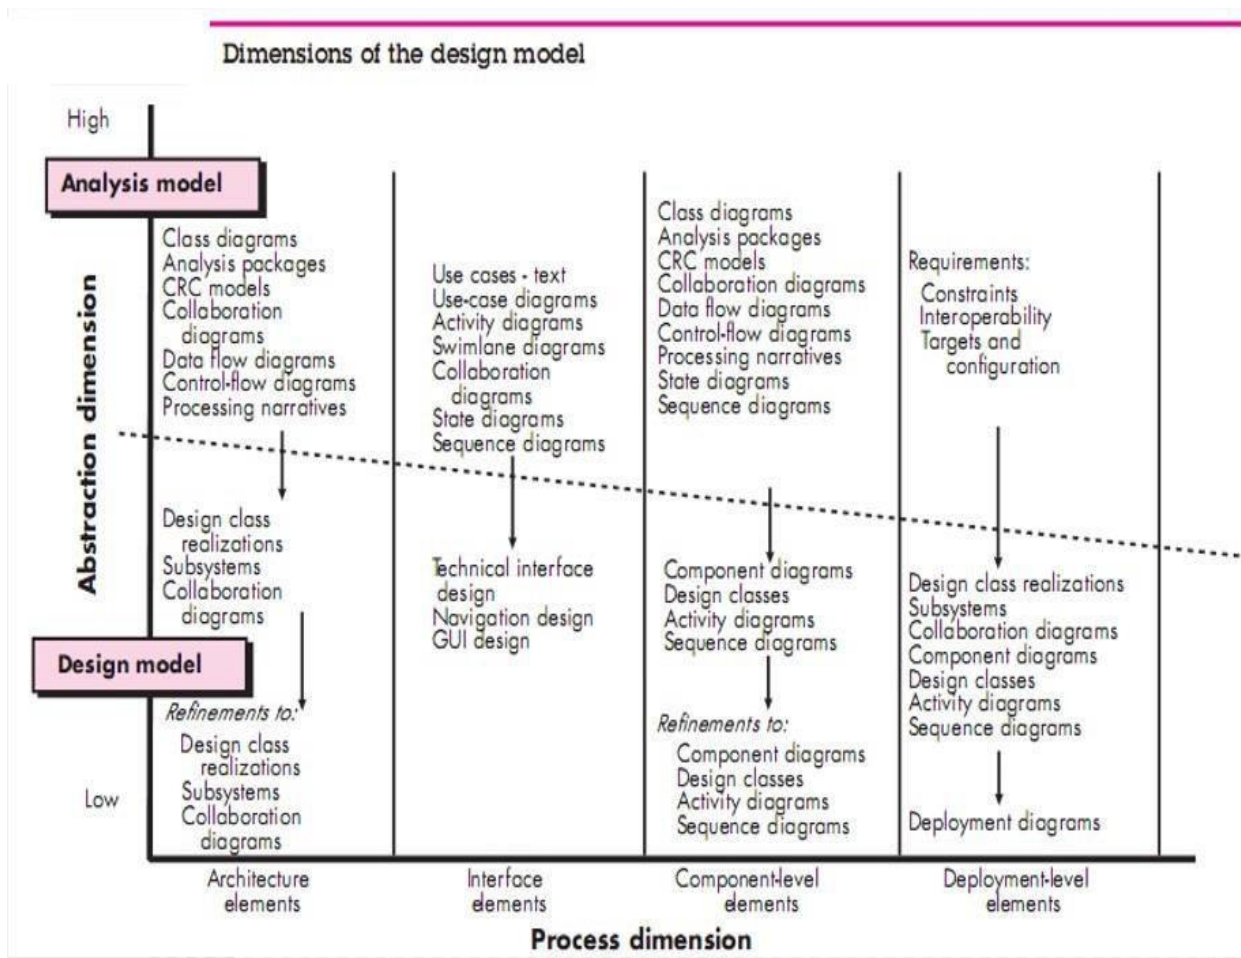 Dimensions of the design model
High
Analysis model
Abstraction dimension
Design model
Low
Class diagrams
Analysis packages
CRC models
Collaboration
diagrams
Data flow diagrams
Control-flow diagrams
Processing narratives
Design class
realizations
Subsystems
Collaboration
diagrams
Refinements to:
Design class
realizations
Subsystems
Collaboration
diagrams
Use cases - text
Use-case diagrams
Activity diagrams
Swimlane diagrams
Collaboration
diagrams
State diagrams
Sequence diagrams
Technical interface
design
Navigation design
GUI design
Class diagrams
Analysis packages
CRC models
Collaboration diagrams
Data flow diagrams
Control-flow diagrams
Processing narratives
State diagrams
Sequence diagrams
Component diagrams
Design classes
Activity diagrams
Sequence diagrams
Refinements to:
Component diagrams
Design classes
Activity diagrams
Sequence diagrams
Requirements:
Constraints
Interoperability
Targets and
configuration
Design class realizations
Subsystems
Collaboration diagrams
Component diagrams
Design classes
Activity diagrams
Sequence diagrams
Deployment diagrams
Architecture
elements
Interface
elements
Component-level
elements
Deployment-level
elements
Process dimension